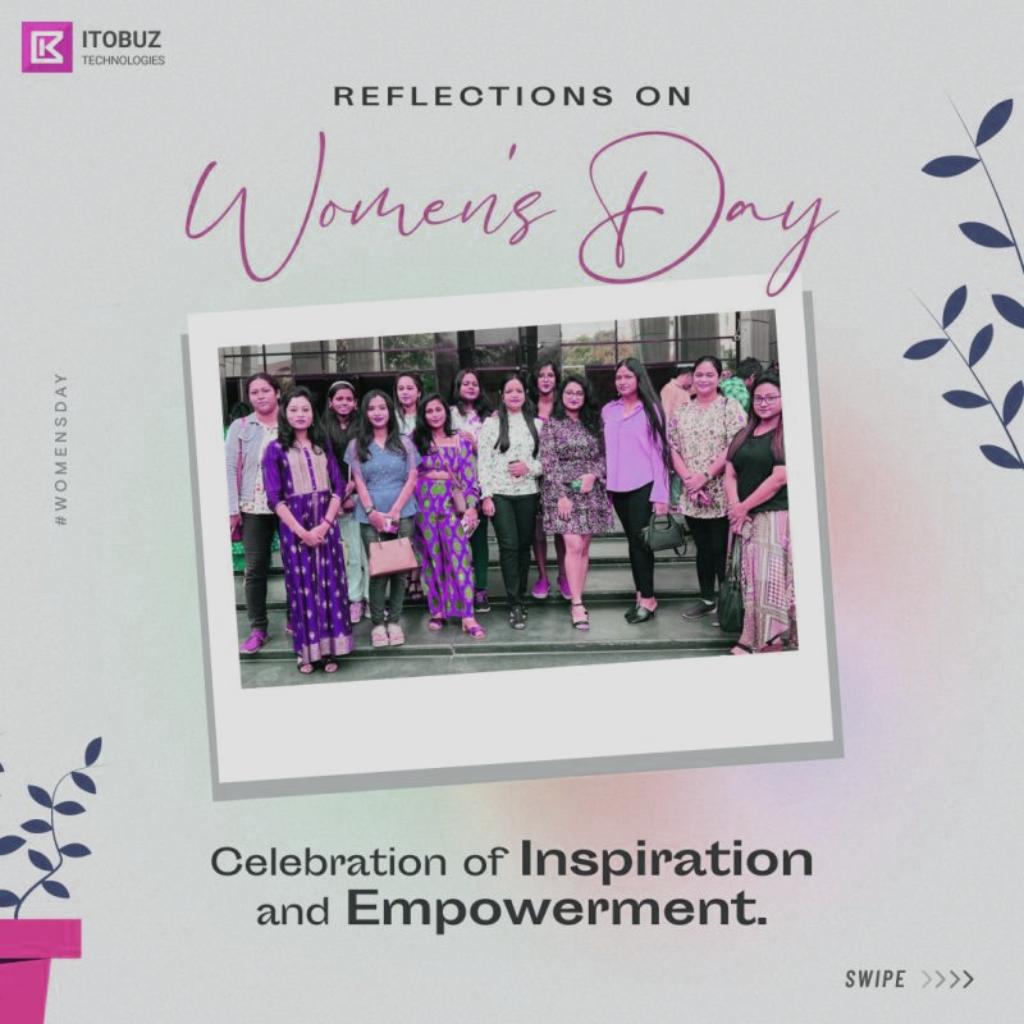 ITOBUZ
TECHNOLOGIES
REFLECTIONS ON
Women's Day
#WOMENSDAY
Celebration of Inspiration
and Empowerment.
SWIPE